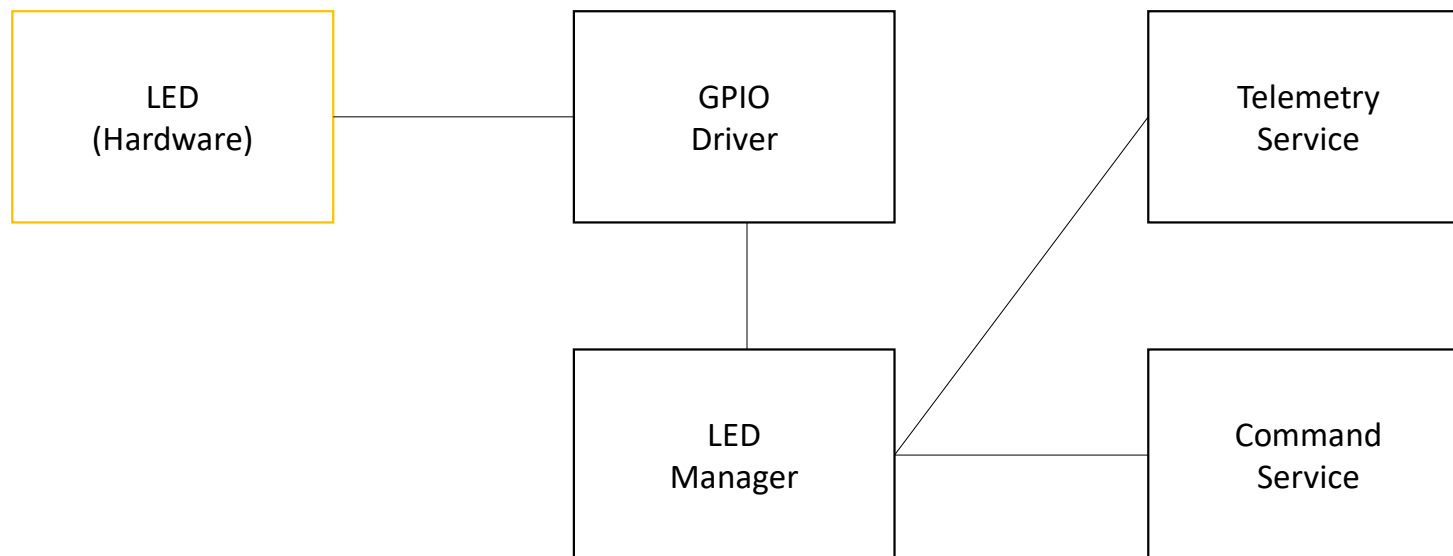 LED
(Hardware)
GPIO
Driver
Telemetry
Service
LED
Manager
Command
Service